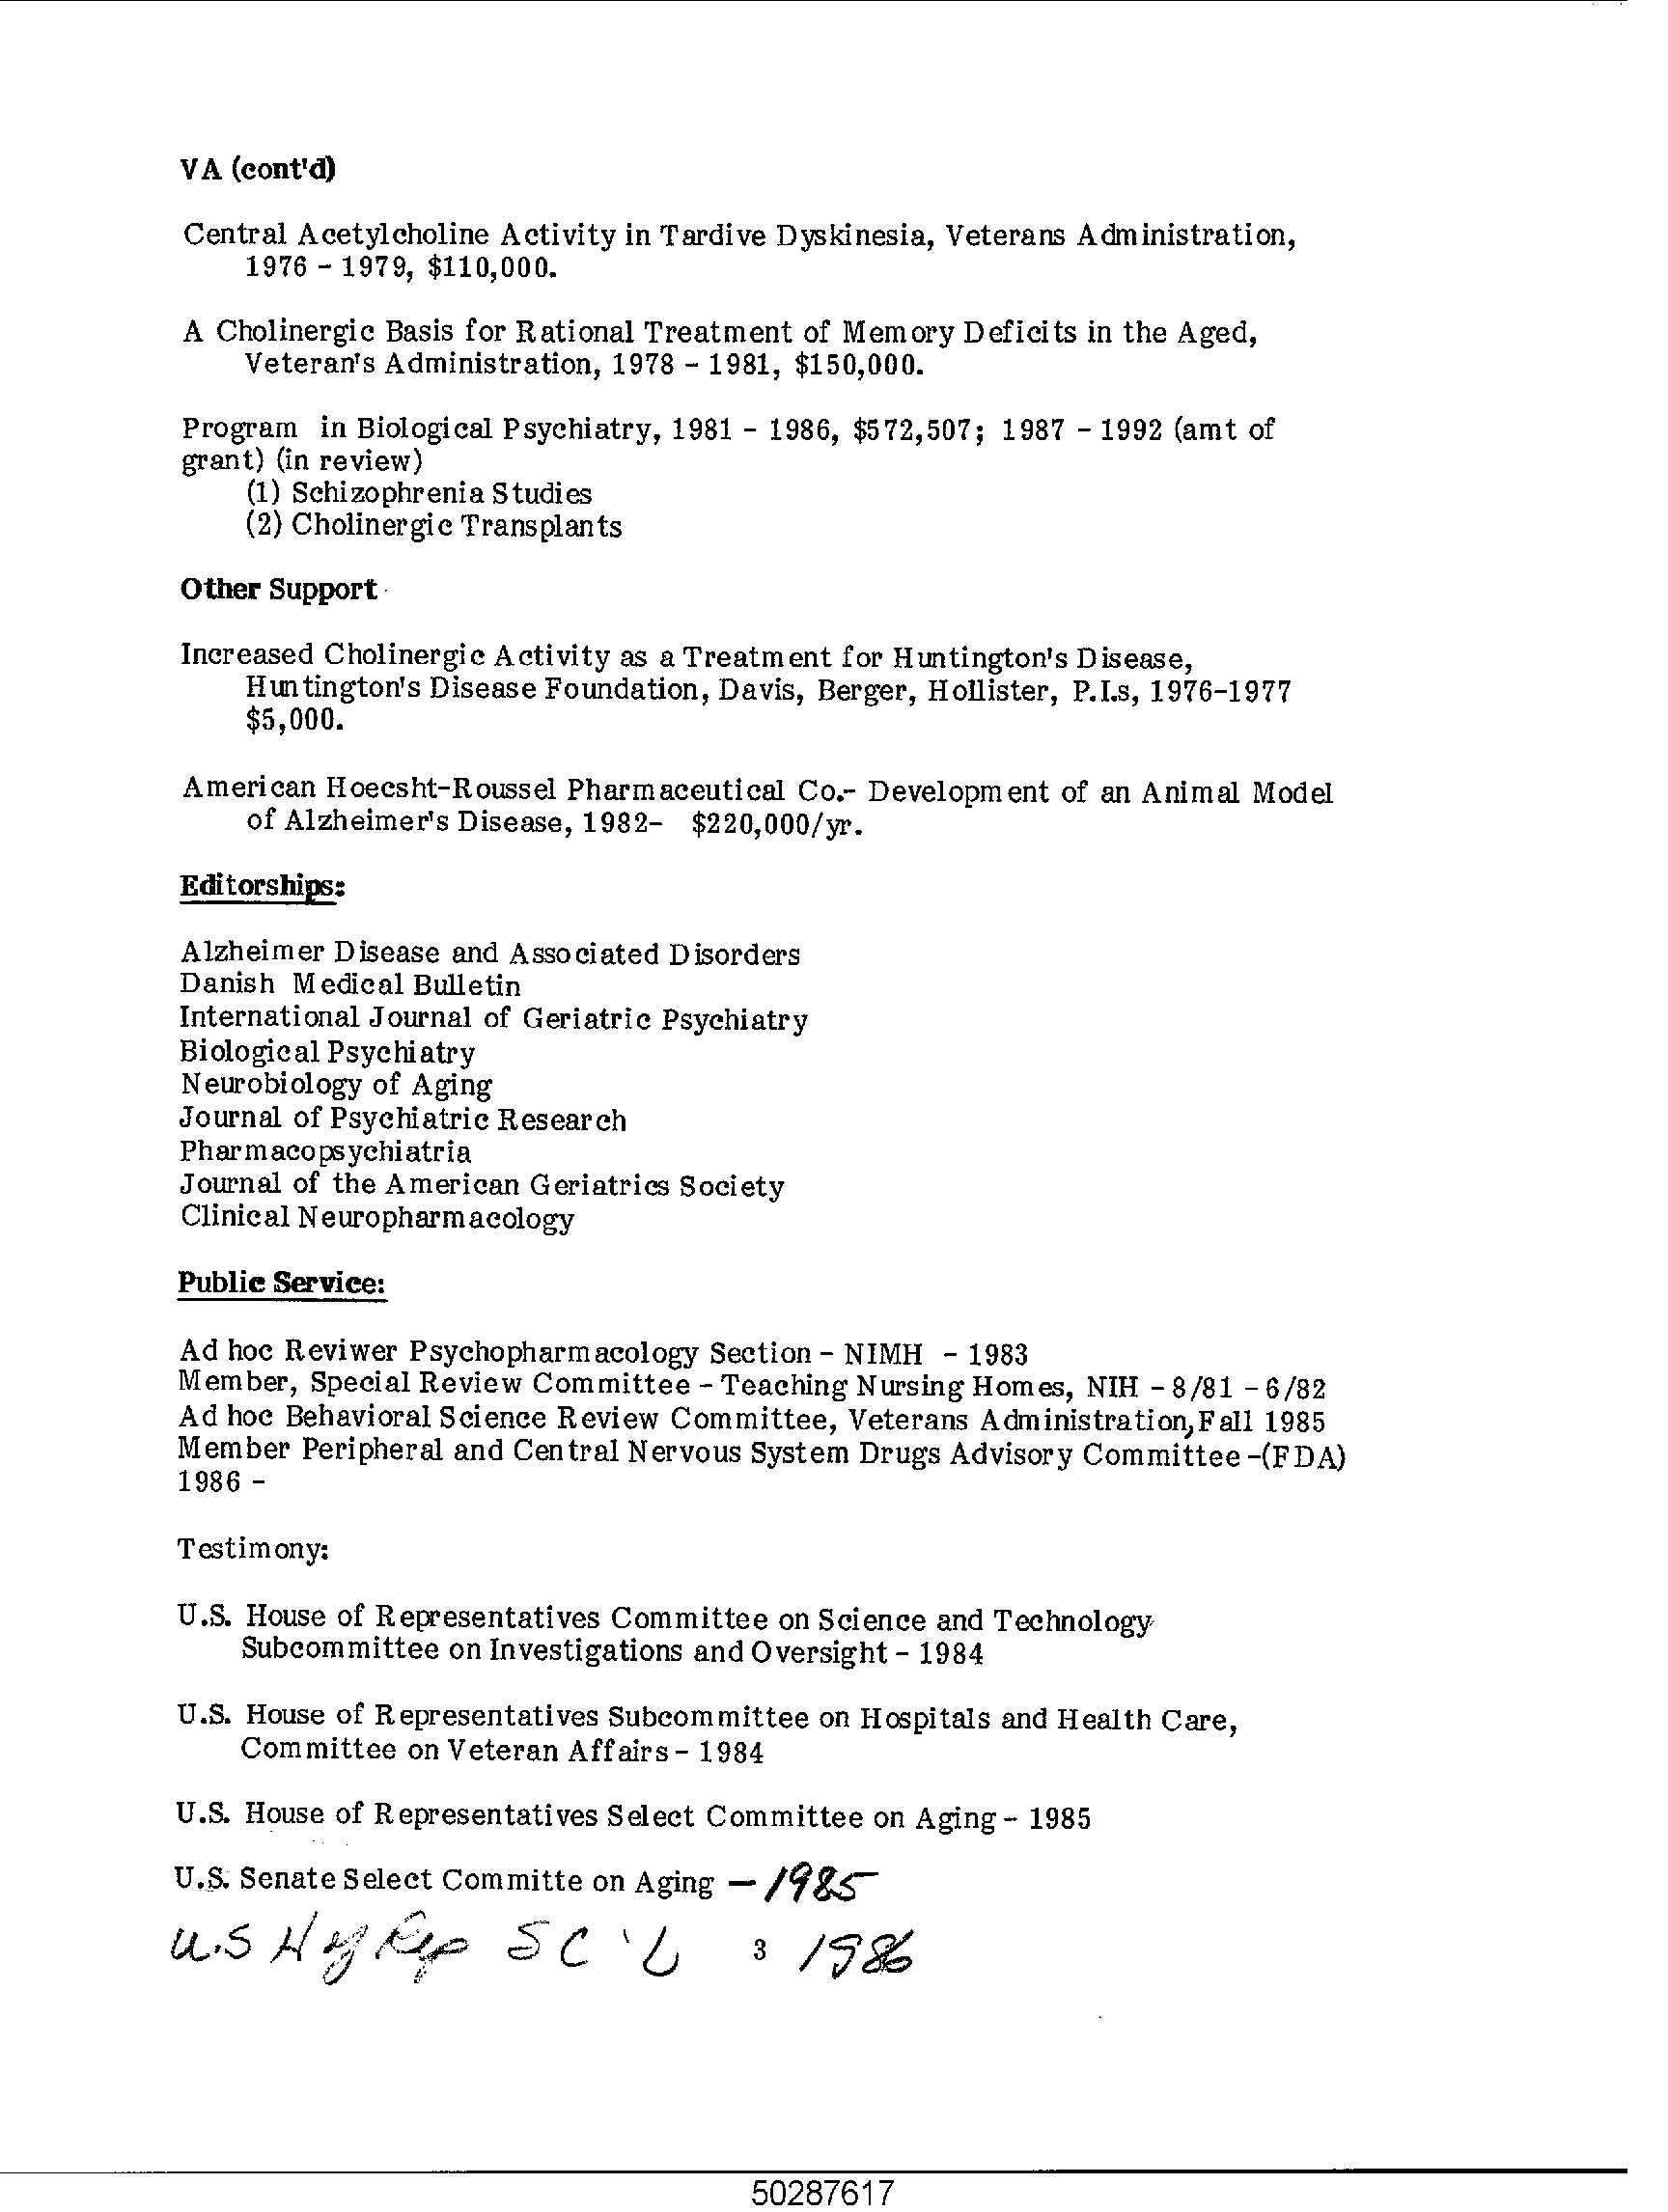 VA (cont'd)
Central Acetylcholine Activity in Tardive Dyskinesia, Veterans Administration,
1976 - 1979, $110,000.
A Cholinergic Basis for Rational Treatment of Memory Deficits in the Aged,
Veteran's Administration, 1978 - 1981, $150,000.
Program in Biological Psychiatry, 1981 - 1986, $572,507; 1987 - 1992 (amt of
grant) (in review)
(1) Schizophrenia Studies
(2) Cholinergic Transplants
Other Support
Increased Cholinergic Activity as a Treatment for Huntington's Disease,
Huntington's Disease Foundation, Davis, Berger, Hollister, P.I.s, 1976-1977
$5,000.
American Hoecsht-Roussel Pharmaceutical Co.- Development of an Animal Model
of Alzheimer's Disease, 1982- $220,000/yr.
Editorships:
Alzheimer Disease and Associated Disorders
Danish Medical Bulletin
International Journal of Geriatric Psychiatry
Biological Psychiatry
Neurobiology of Aging
Journal of Psychiatric Research
Pharmacopsychiatria
Journal of the American Geriatrics Society
Clinical Neuropharmacology
Public Service:
Ad hoc Reviwer Psychopharmacology Section - NIMH - 1983
Member, Special Review Committee - Teaching Nursing Homes, NIH - 8/81 - 6/82
Ad hoc Behavioral Science Review Committee, Veterans Administration, Fall 1985
Member Peripheral and Central Nervous System Drugs Advisory Committee -(FDA)
1986 -
Testimony:
U.S. House of Representatives Committee on Science and Technology
Subcommittee on Investigations and Oversight - 1984
U.S. House of Representatives Subcommittee on Hospitals and Health Care,
Committee on Veteran Affairs - 1984
U.S. House of Representatives Select Committee on Aging - 1985
U.S. Senate Select Committe on Aging - 1985
U.S H of Rep 3 1986
50287617